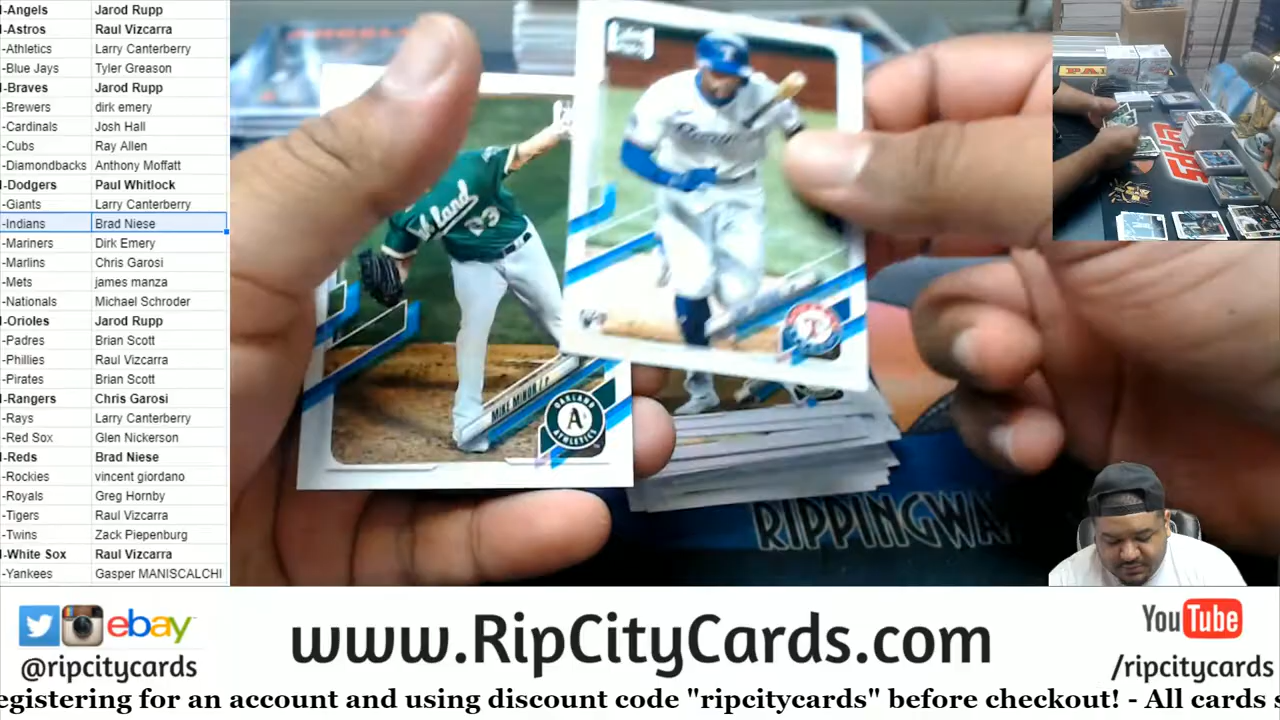 -Angels Jarod Rupp
-Astros Raul Vizcarra
-Athletics Larry Canterberry
-Blue Jays Tyler Greason
-Braves Jarod Rupp
-Brewers dirk emery
-Cardinals Josh Hall
-Cubs Ray Allen
-Diamondbacks Anthony Moffatt
-Dodgers Paul Whitlock
-Giants Larry Canterberry
-Indians Brad Niese
-Mariners Dirk Emery
-Marlins Chris Garosi
-Mets james manza
-Nationals Michael Schroder
-Orioles Jarod Rupp
-Padres Brian Scott
-Phillies Raul Vizcarra
-Pirates Brian Scott
-Rangers Chris Garosi
-Rays Larry Canterberry
-Red Sox Glen Nickerson
-Reds Brad Niese
-Rockies vincent giordano
-Royals Greg Hornby
-Tigers Raul Vizcarra
-Twins Zack Piepenburg
-White Sox Raul Vizcarra
-Yankees Gasper MANISCALCHI
MIKE MINOR / P
OAKLAND
A's
ATHLETICS
T
23
RIPPINGWA
TOPPS
ebay
@ripcitycards
www.RipCityCards.com
YouTube
/ripcitycards
egistering for an account and using discount code "ripcitycards" before checkout! - All cards s